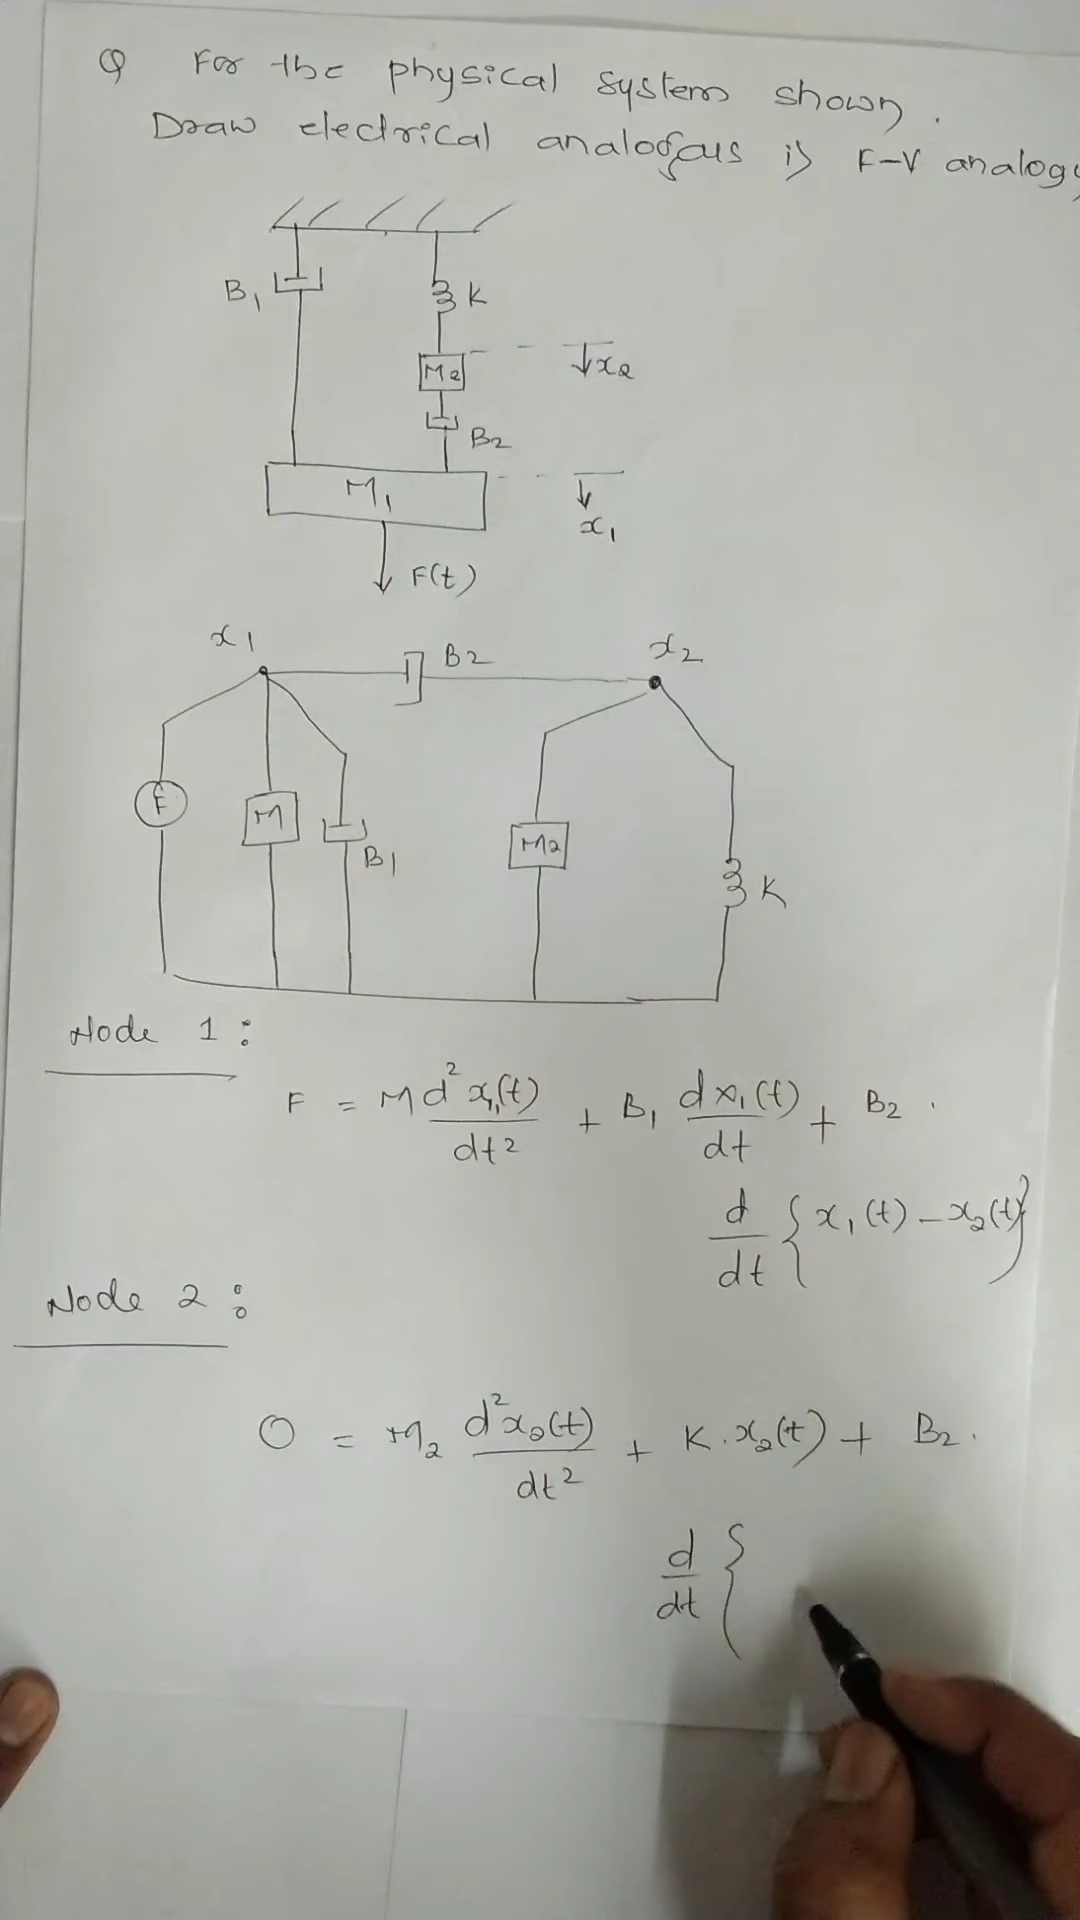 Q For the physical system shown.
Draw electrical analogous i) F-V analogy
B1
K
M2
↓x2
B2
M1
↓
x1
F(t)
x1
B2
x2
F
M
B1
M2
K
Node 1:
F = M d²x1(t)/dt² + B1 dx1(t)/dt + B2.
d/dt {x1(t) - x2(t)}
Node 2:
0 = M2 d²x2(t)/dt² + K.x2(t) + B2.
d/dt {